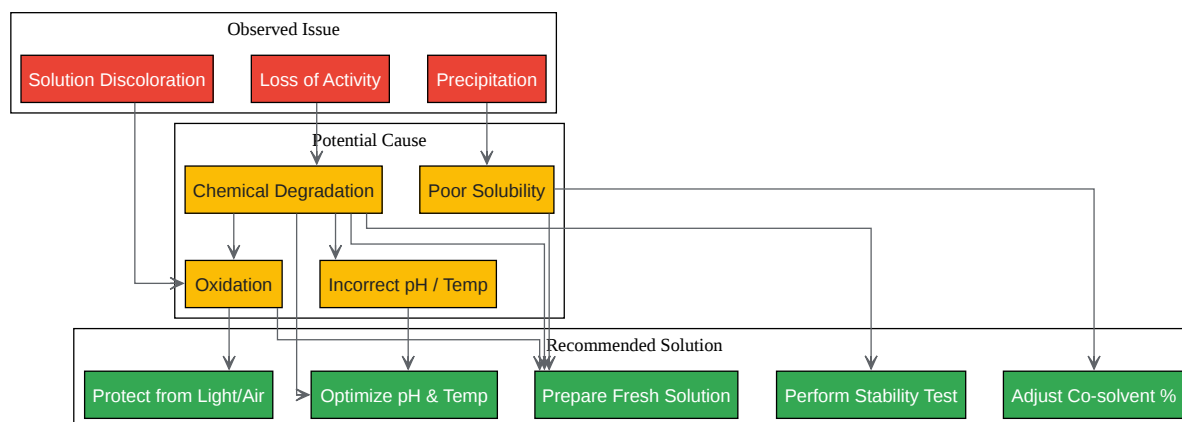 Observed Issue
Solution Discoloration
Loss of Activity
Precipitation
Potential Cause
Chemical Degradation
Poor Solubility
Oxidation
Incorrect pH / Temp
Recommended Solution
Protect from Light/Air
Optimize pH & Temp
Prepare Fresh Solution
Perform Stability Test
Adjust Co-solvent %